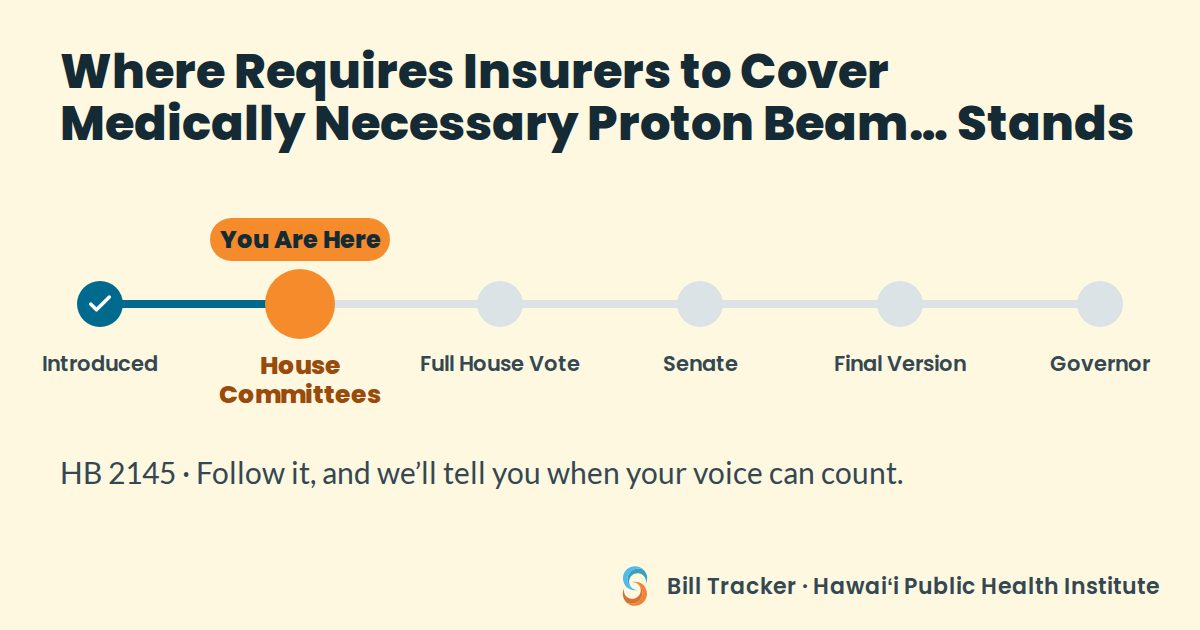 Where Requires Insurers to Cover
Medically Necessary Proton Beam... Stands
You Are Here
Introduced
House
Committees
Full House Vote
Senate
Final Version
Governor
HB 2145 · Follow it, and we’ll tell you when your voice can count.
Bill Tracker · Hawaiʻi Public Health Institute